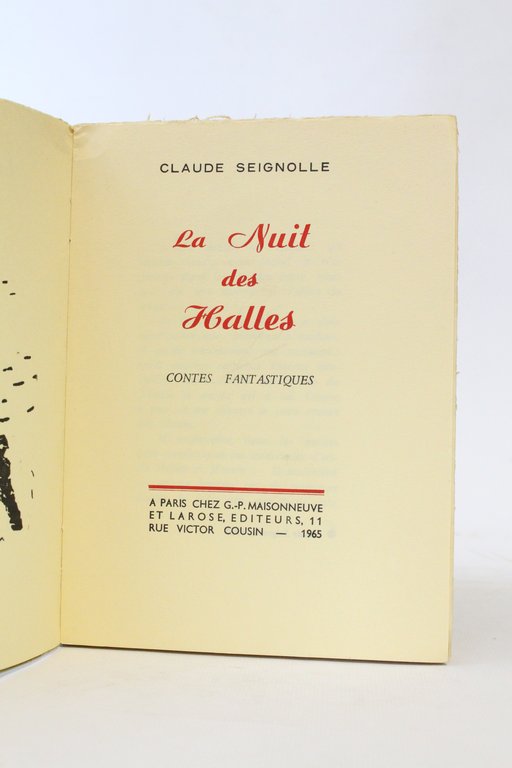 CLAUDE SEIGNOLLE
La Nuit
des
Halles
CONTES FANTASTIQUES
A PARIS CHEZ G.-P. MAISONNEUVE
ET LAROSE, EDITEURS, 11
RUE VICTOR COUSIN — 1965